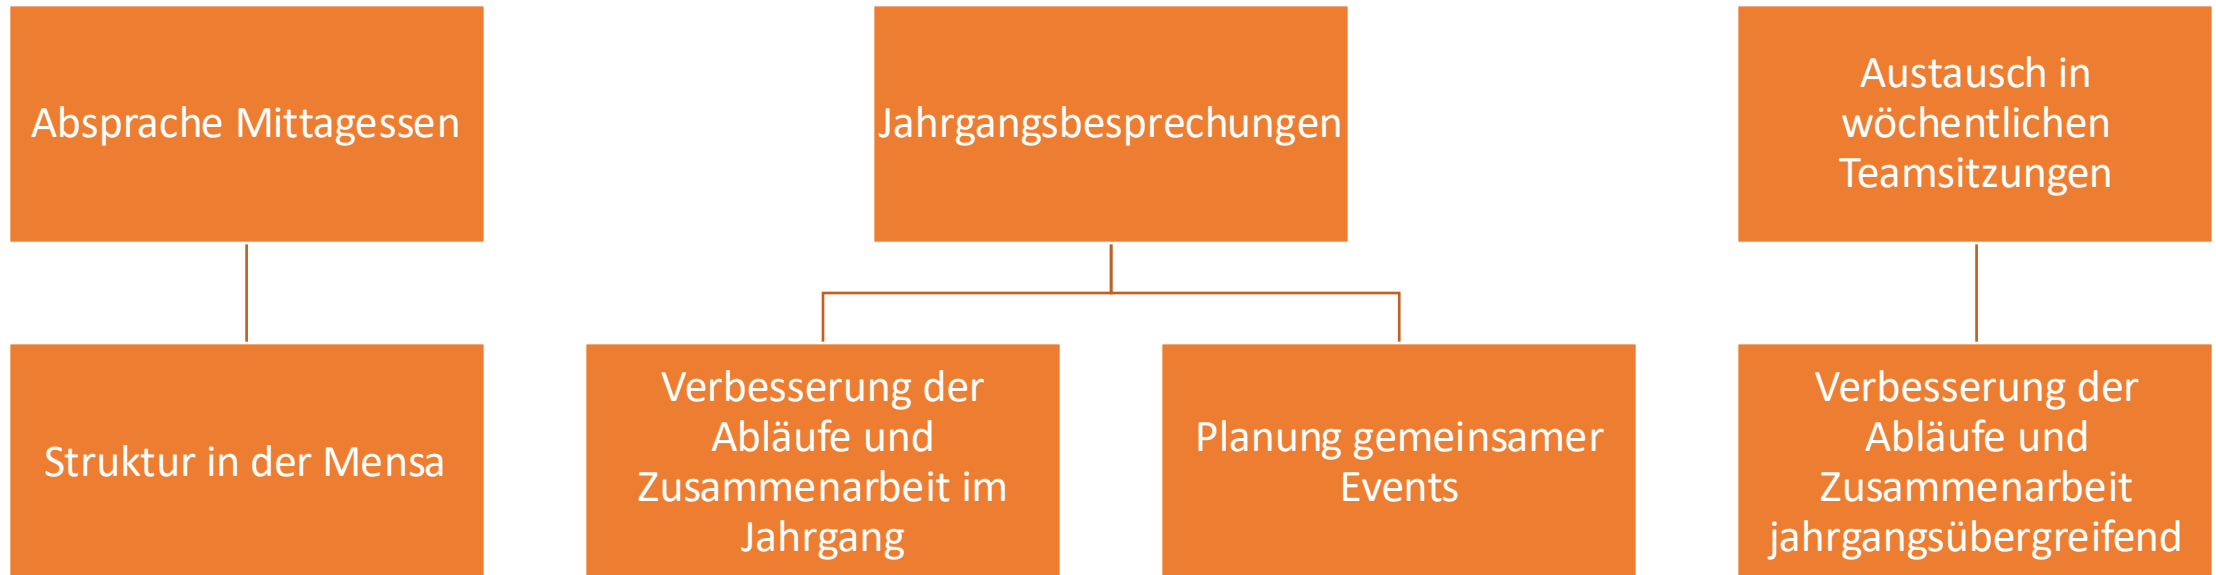 Absprache Mittagessen
Jahrgangsbesprechungen
Austausch in
wöchentlichen
Teamsitzungen
Struktur in der Mensa
Verbesserung der
Abläufe und
Zusammenarbeit im
Jahrgang
Planung gemeinsamer
Events
Verbesserung der
Abläufe und
Zusammenarbeit
jahrgangsübergreifend